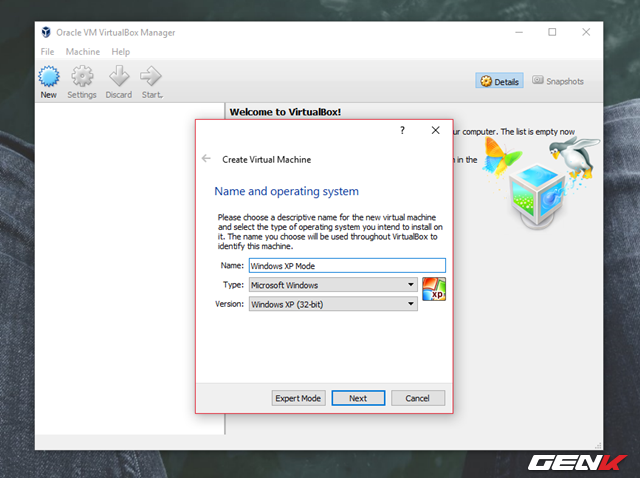 Oracle VM VirtualBox Manager
File Machine Help
New Settings Discard Start.
Details Snapshots
Welcome to VirtualBox!
ur computer. The list is empty now
n in the
?
Create Virtual Machine
Name and operating system
Please choose a descriptive name for the new virtual machine
and select the type of operating system you intend to install on
it. The name you choose will be used throughout VirtualBox to
identify this machine.
Name: Windows XP Mode
Type: Microsoft Windows
xp
Version: Windows XP (32-bit)
Expert Mode Next Cancel
GENK